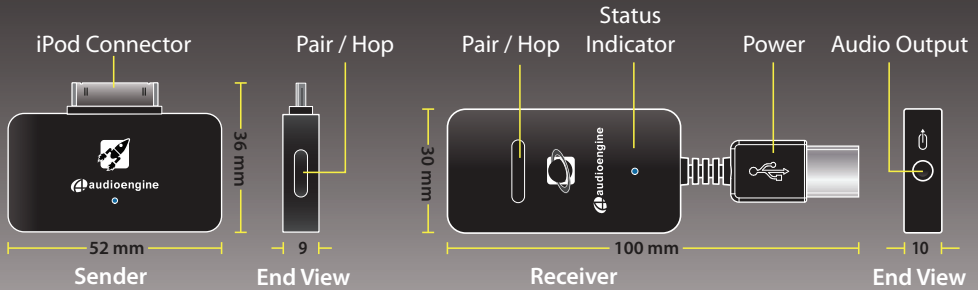 Status
iPod Connector Pair / Hop Pair / Hop Indicator Power Audio Output
36 mm
30 mm
audioengine
audioengine
52 mm 9 100 mm 10
Sender End View Receiver End View